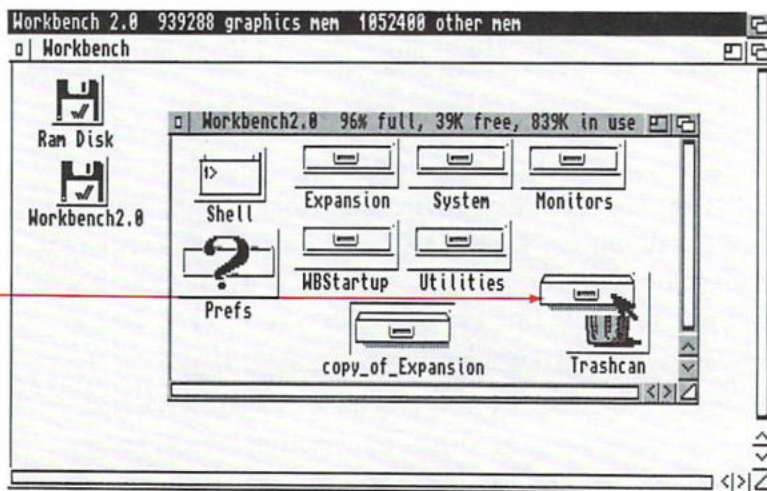 Workbench 2.0 939288 graphics mem 1052400 other mem
Workbench
Ram Disk
Workbench2.0
Workbench2.0 96% full, 39K free, 839K in use
1>
Shell
Expansion
System
Monitors
Prefs
WBStartup
Utilities
copy_of_Expansion
Trashcan